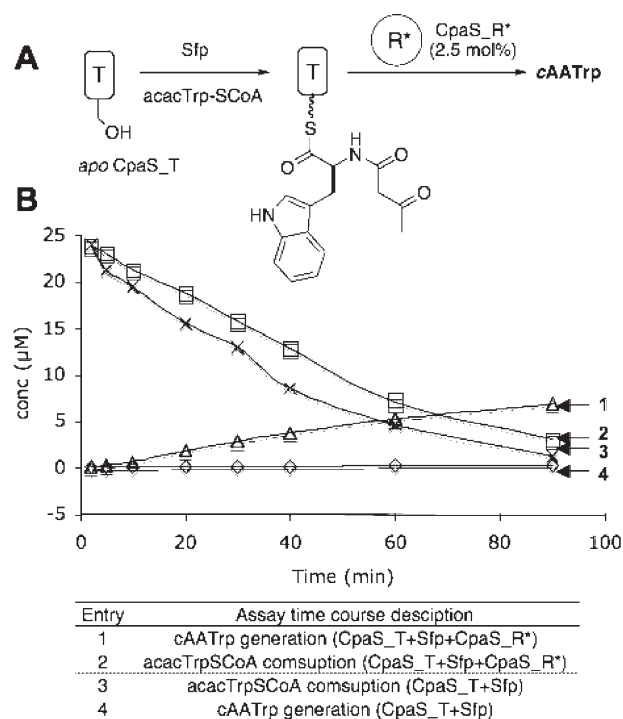 A
T
OH
apo CpaS_T
Sfp
acacTrp-SCoA
T
S
O
N
H
O
O
HN
R*
CpaS_R*
(2.5 mol%)
cAATrp
B
conc (µM)
25
20
15
10
5
0
-5
0
20
40
60
80
100
Time (min)
1
2
3
4
Entry Assay time course desciption
1 cAATrp generation (CpaS_T+Sfp+CpaS_R*)
2 acacTrpSCoA comsuption (CpaS_T+Sfp+CpaS_R*)
3 acacTrpSCoA comsuption (CpaS_T+Sfp)
4 cAATrp generation (CpaS_T+Sfp)